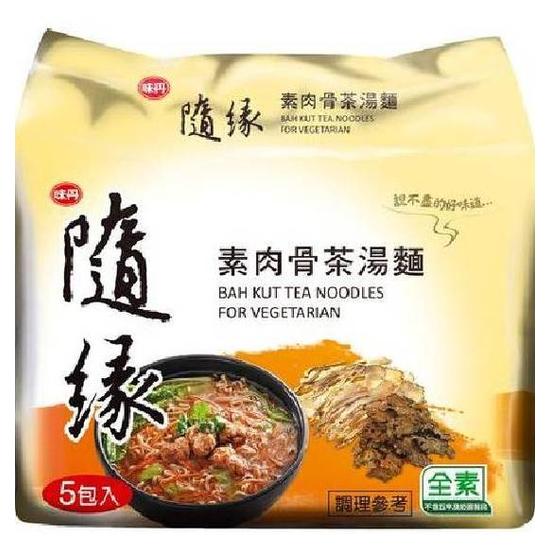 味丹
隨緣
素肉骨茶湯麵
BAH KUT TEA NOODLES
FOR VEGETARIAN
味丹
隨緣
說不盡的好味道...
素肉骨茶湯麵
BAH KUT TEA NOODLES
FOR VEGETARIAN
5包入
調理參考
全素